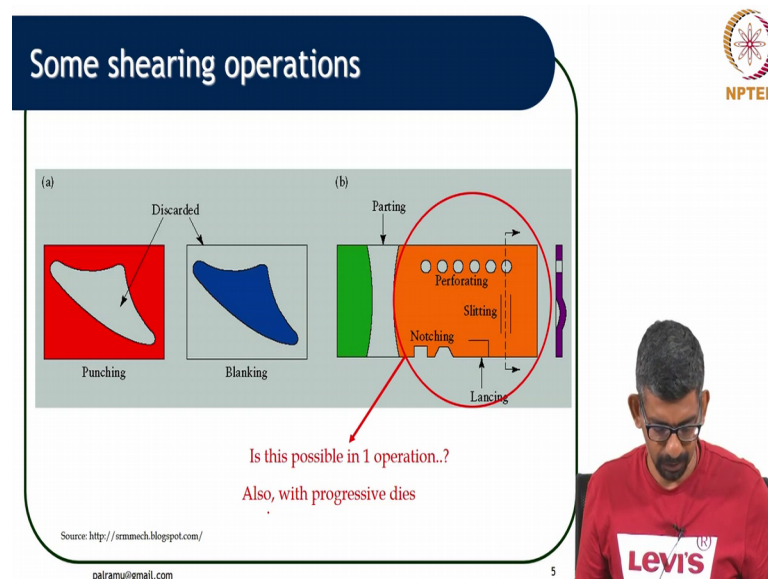 Some shearing operations
NPTEL
(a)
(b)
Discarded
Parting
Perforating
Slitting
Notching
Lancing
Punching
Blanking
Is this possible in 1 operation..?
Also, with progressive dies
Source: http://srmmech.blogspot.com/
palramu@gmail.com
5
LEVI'S
®